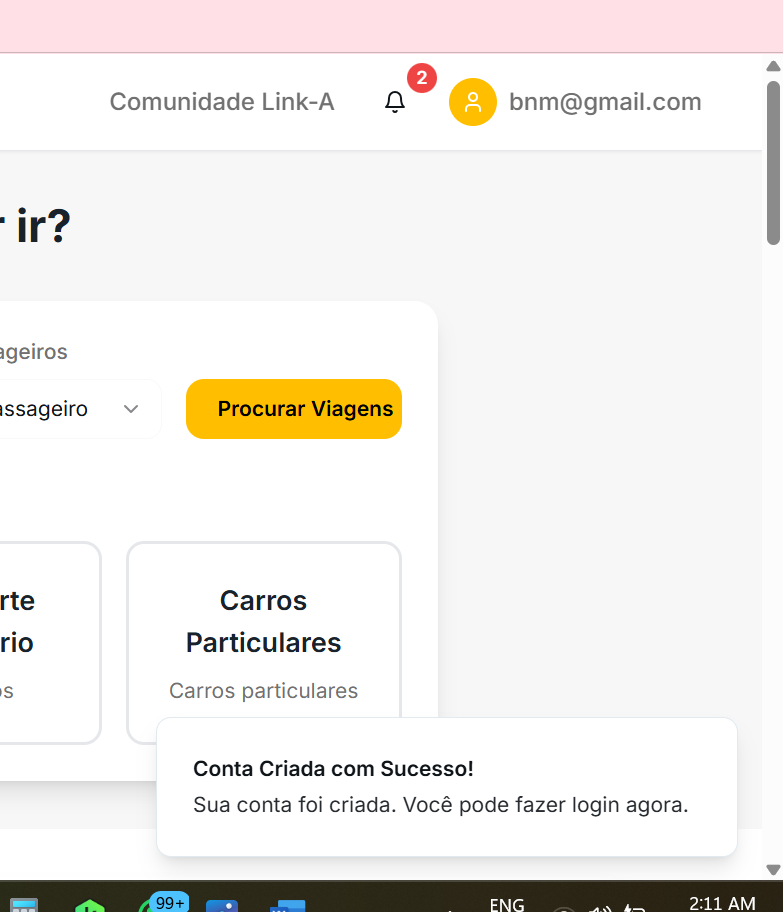 2
Comunidade Link-A
bnm@gmail.com
ir?
ageiros
assageiro
Procurar Viagens
rte
rio
os
Carros
Particulares
Carros particulares
Conta Criada com Sucesso!
Sua conta foi criada. Você pode fazer login agora.
99+
ENG
2:11 AM